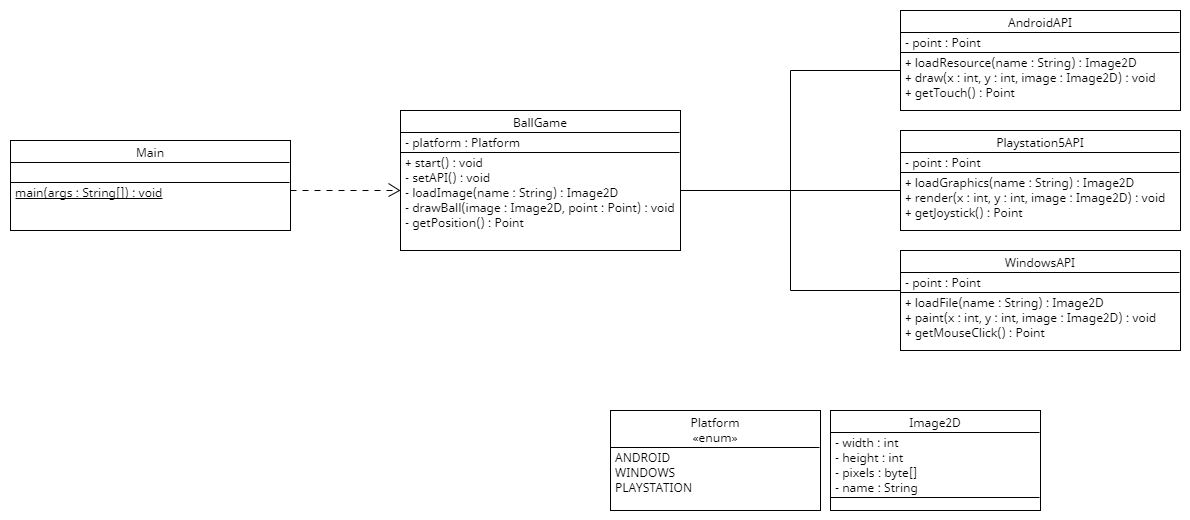 AndroidAPI
- point : Point
+ loadResource(name : String) : Image2D
+ draw(x : int, y : int, image : Image2D) : void
+ getTouch() : Point
BallGame
- platform : Platform
+ start() : void
- setAPI() : void
- loadImage(name : String) : Image2D
- drawBall(image : Image2D, point : Point) : void
- getPosition() : Point
Main
main(args : String[]) : void
Playstation5API
- point : Point
+ loadGraphics(name : String) : Image2D
+ render(x : int, y : int, image : Image2D) : void
+ getJoystick() : Point
WindowsAPI
- point : Point
+ loadFile(name : String) : Image2D
+ paint(x : int, y : int, image : Image2D) : void
+ getMouseClick() : Point
Platform
«enum»
ANDROID
WINDOWS
PLAYSTATION
Image2D
- width : int
- height : int
- pixels : byte[]
- name : String